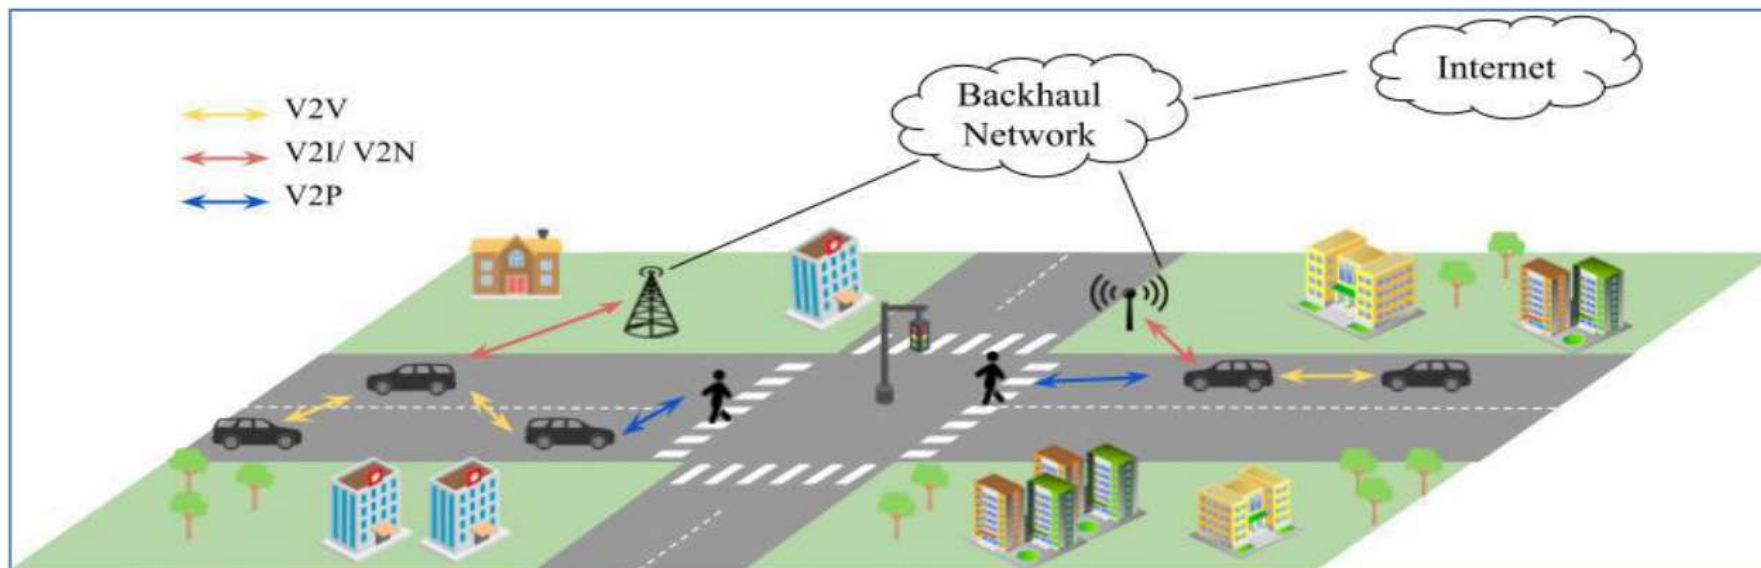 Internet
Backhaul
Network
V2V
V2I/ V2N
V2P